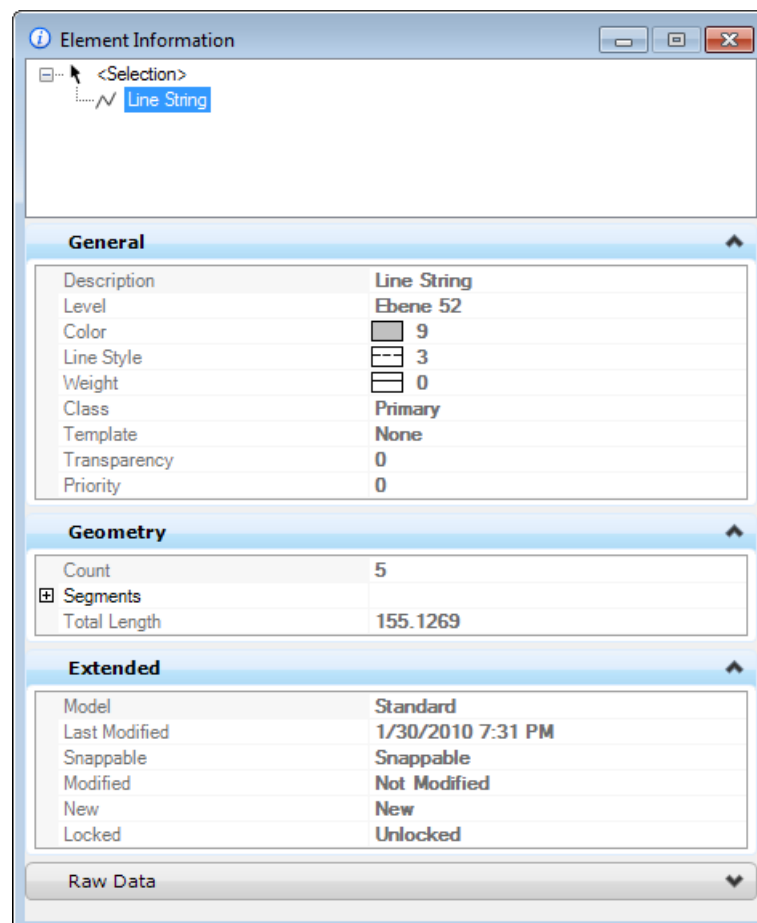 Element Information
<Selection>
Line String
General
Description Line String
Level Ebene 52
Color 9
Line Style 3
Weight 0
Class Primary
Template None
Transparency 0
Priority 0
Geometry
Count 5
Segments
Total Length 155.1269
Extended
Model Standard
Last Modified 1/30/2010 7:31 PM
Snappable Snappable
Modified Not Modified
New New
Locked Unlocked
Raw Data